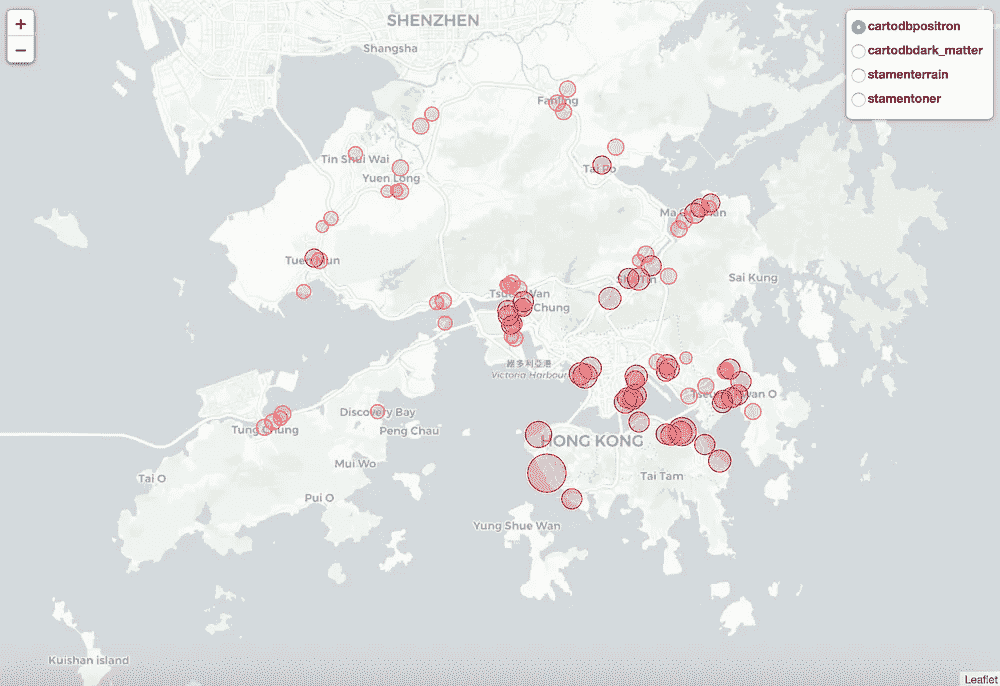 +
SHENZHEN
cartodbpositron
−
Shangsha
cartodbdark_matter
stamenterrain
stamentoner
Fanling
Tin Shui Wai
Tai Po
Yuen Long
Ma On Shan
Tuen Mun
Sha Tin
Sai Kung
Tsuen Wan
Kwai Chung
維多利亞港
Victoria Harbour
Tseung Kwan O
Discovery Bay
Tung Chung
Peng Chau
HONG KONG
Mui Wo
Tai O
Tai Tam
Pui O
Yung Shue Wan
Kuishan island
Leaflet